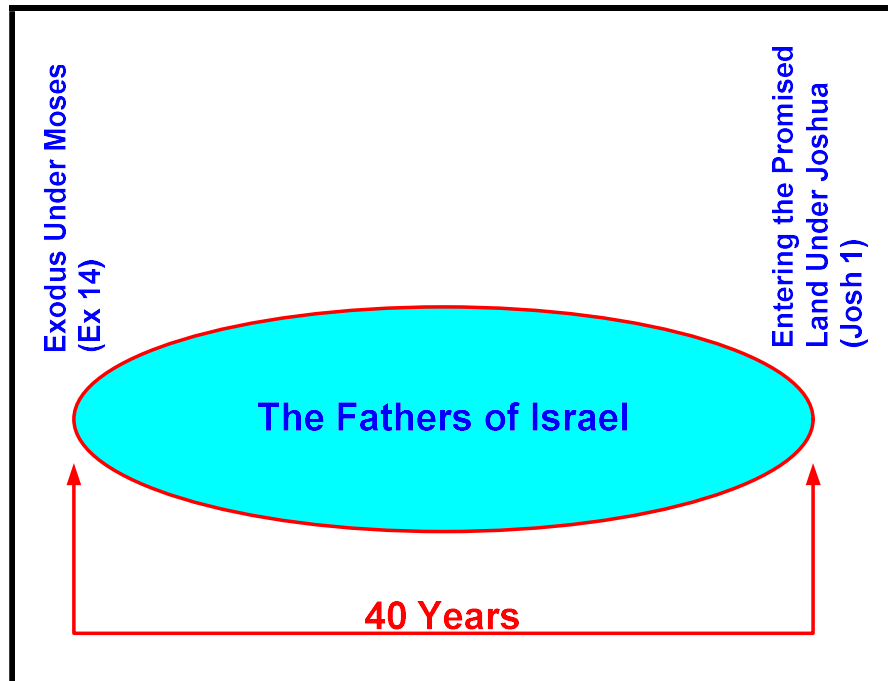 Exodus Under Moses
(Ex 14)
Entering the Promised
Land Under Joshua
(Josh 1)
The Fathers of Israel
40 Years